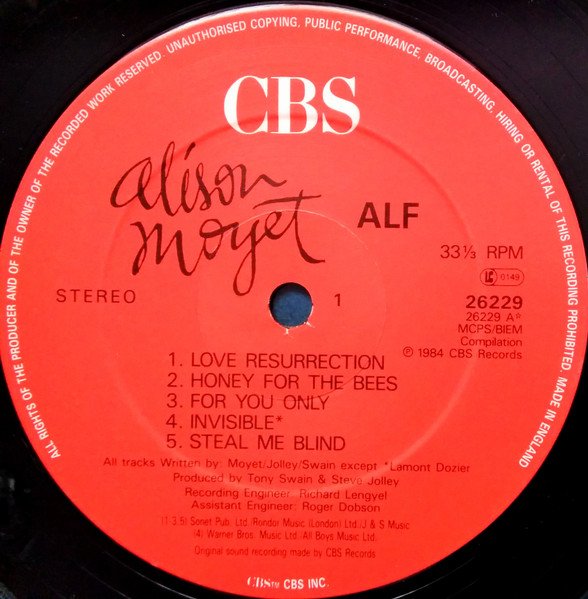 ALL RIGHTS OF THE PRODUCER AND OF THE OWNER OF THE RECORDED WORK RESERVED. UNAUTHORISED COPYING, PUBLIC PERFORMANCE, BROADCASTING, HIRING OR RENTAL OF THIS RECORDING PROHIBITED. MADE IN ENGLAND
CBS
Alison
Moyet
ALF
33⅓ RPM
LC 0149
STEREO
1
26229
26229 A*
MCPS/BIEM
Compilation
℗ 1984 CBS Records
1. LOVE RESURRECTION
2. HONEY FOR THE BEES
3. FOR YOU ONLY
4. INVISIBLE*
5. STEAL ME BLIND
All tracks Written by: Moyet/Jolley/Swain except *Lamont Dozier
Produced by Tony Swain & Steve Jolley
Recording Engineer: Richard Lengyel
Assistant Engineer: Roger Dobson
(1-3,5) Sonet Pub. Ltd./Rondor Music (London) Ltd./J & S Music
(4) Warner Bros. Music Ltd./All Boys Music Ltd.
Original sound recording made by CBS Records
CBS™ CBS INC.